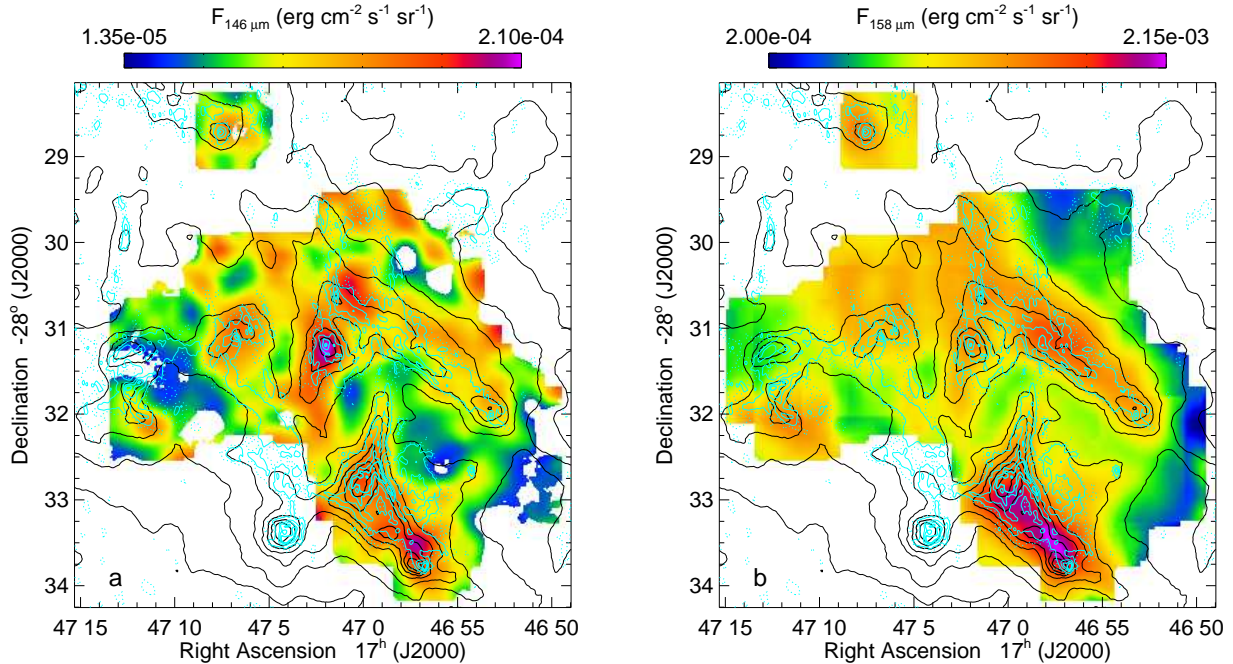 F146 μm (erg cm-2 s-1 sr-1)
1.35e-05 2.10e-04
29
30
31
32
33
34
Declination -28o (J2000)
a
47 15 47 10 47 5 47 0 46 55 46 50
Right Ascension 17h (J2000)
F158 μm (erg cm-2 s-1 sr-1)
2.00e-04 2.15e-03
29
30
31
32
33
34
Declination -28o (J2000)
b
47 15 47 10 47 5 47 0 46 55 46 50
Right Ascension 17h (J2000)